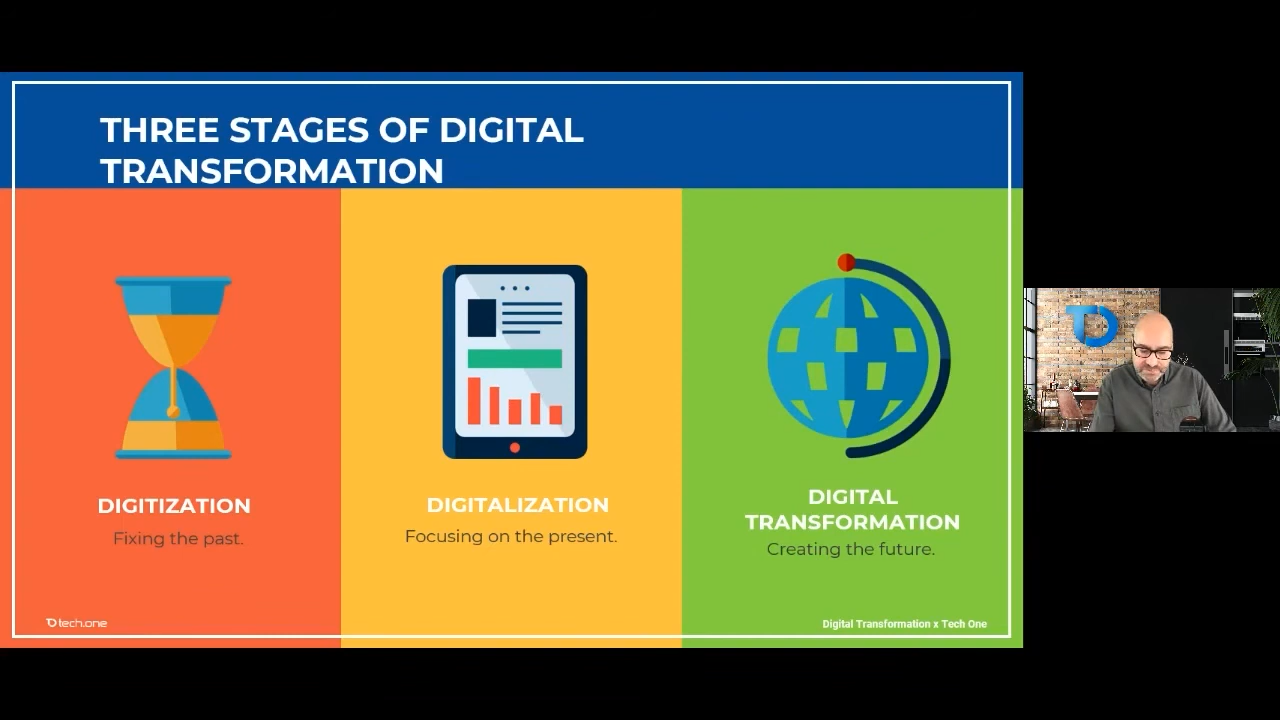 THREE STAGES OF DIGITAL
TRANSFORMATION
DIGITIZATION
Fixing the past.
DIGITALIZATION
Focusing on the present.
DIGITAL
TRANSFORMATION
Creating the future.
tech.one
Digital Transformation x Tech One